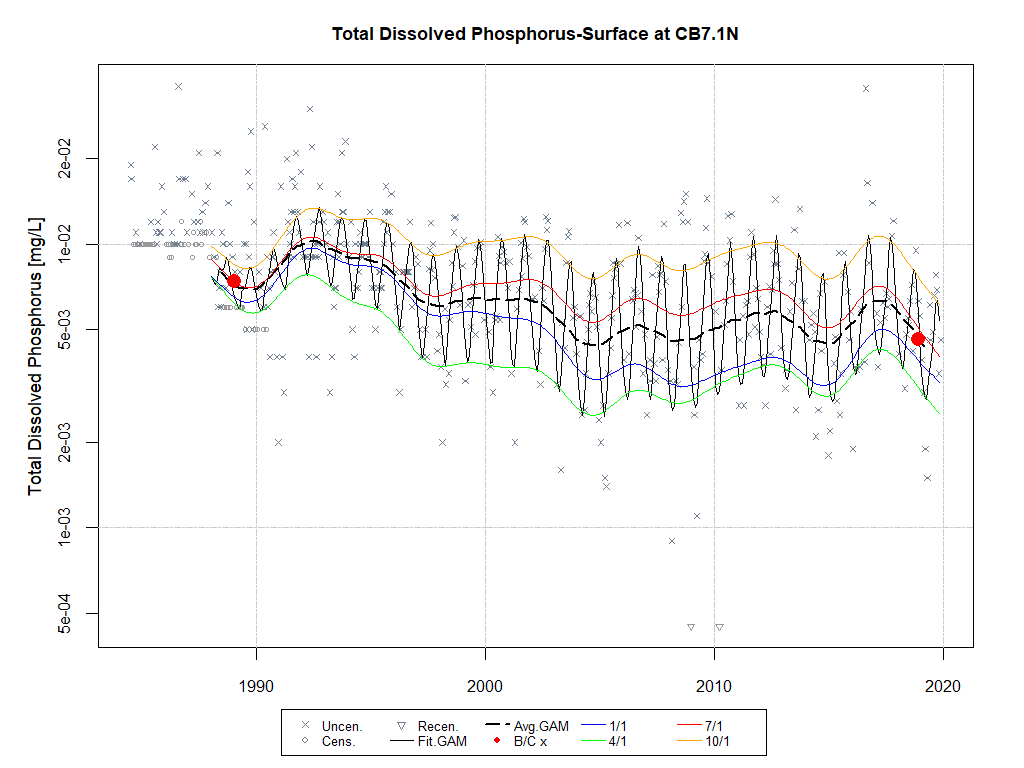 Total Dissolved Phosphorus-Surface at CB7.1N
Total Dissolved Phosphorus [mg/L]
2e-02
1e-02
5e-03
2e-03
1e-03
5e-04
1990 2000 2010 2020
Uncen. Recen. Avg.GAM 1/1 7/1
Cens. Fit.GAM B/C x 4/1 10/1